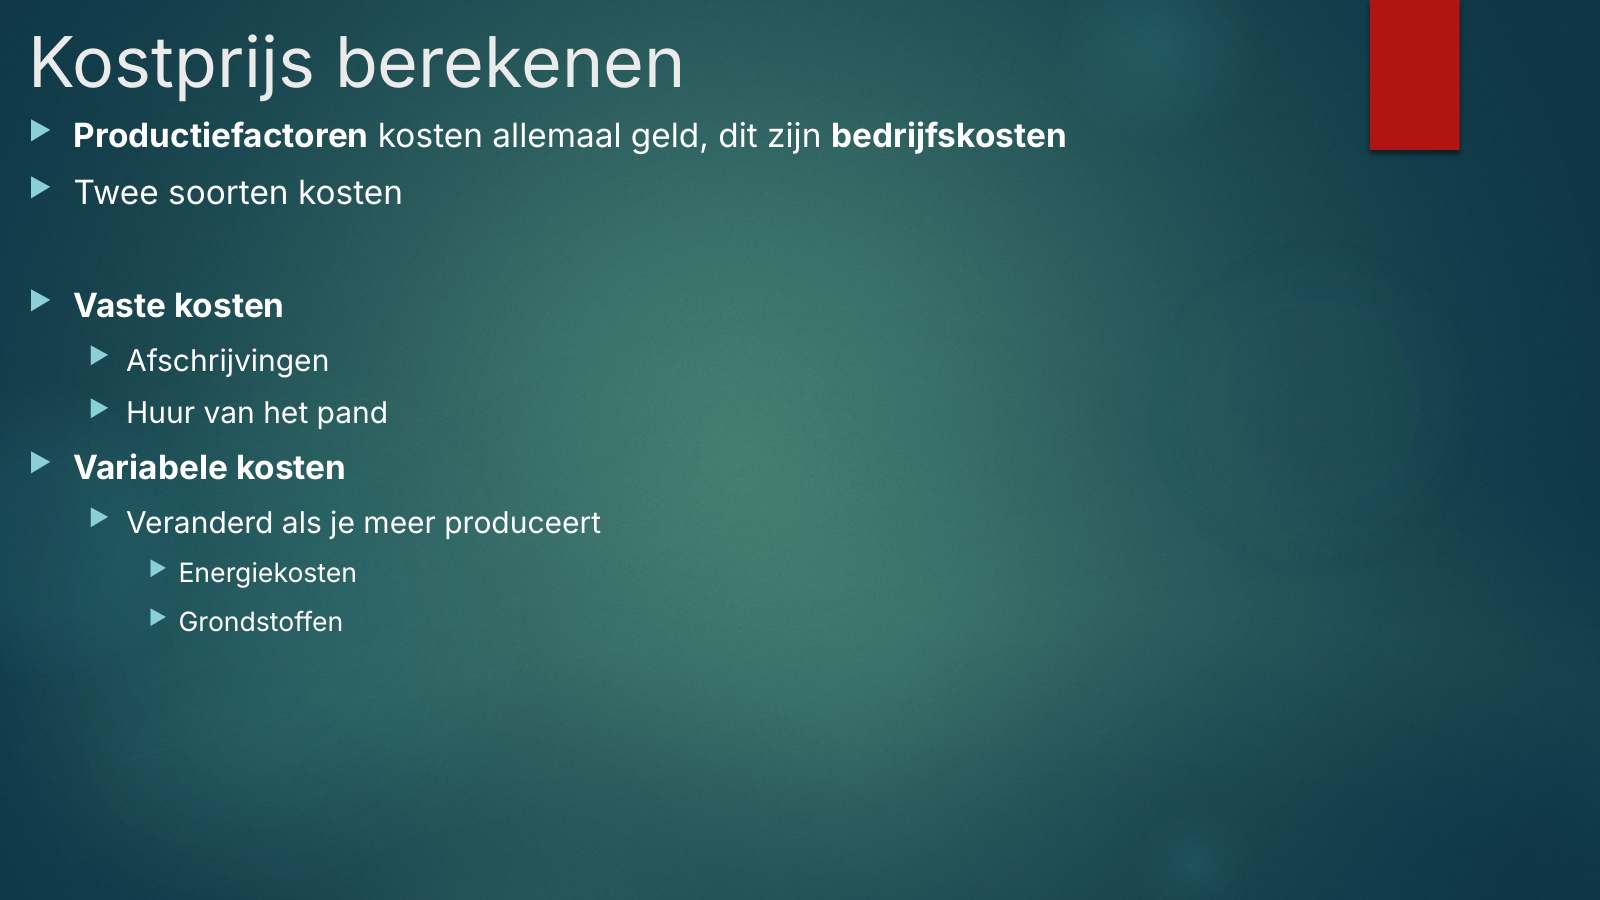 Kostprijs berekenen
Productiefactoren kosten allemaal geld, dit zijn bedrijfskosten
Twee soorten kosten
Vaste kosten
Afschrijvingen
Huur van het pand
Variabele kosten
Veranderd als je meer produceert
Energiekosten
Grondstoffen